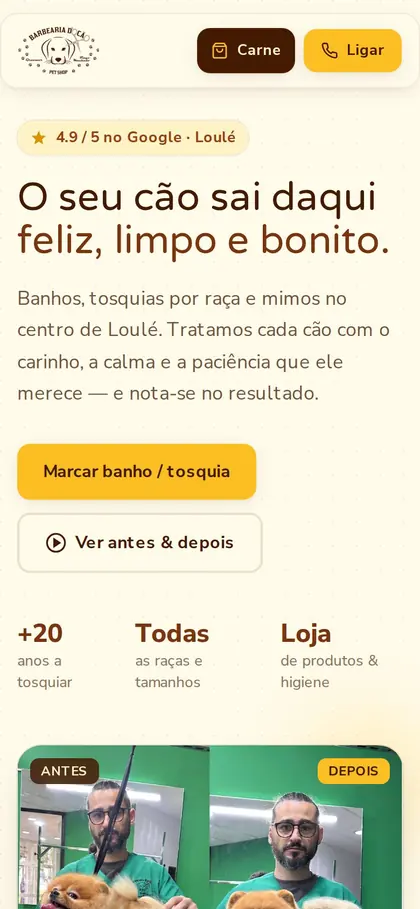 BARBEARIA D CÃO
PET SHOP
Carne
Ligar
4.9 / 5 no Google · Loulé
O seu cão sai daqui
feliz, limpo e bonito.
Banhos, tosquias por raça e mimos no
centro de Loulé. Tratamos cada cão com o
carinho, a calma e a paciência que ele
merece — e nota-se no resultado.
Marcar banho / tosquia
Ver antes & depois
+20
anos a
tosquiar
Todas
as raças e
tamanhos
Loja
de produtos &
higiene
ANTES
DEPOIS